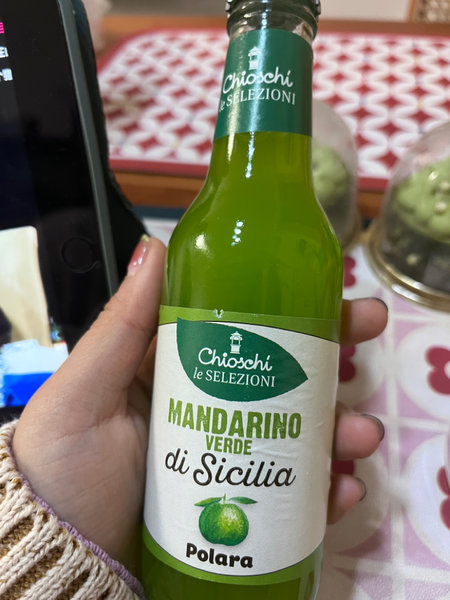 Chioschi
le SELEZIONI
Chioschi
le SELEZIONI
MANDARINO
VERDE
di Sicilia
Polara